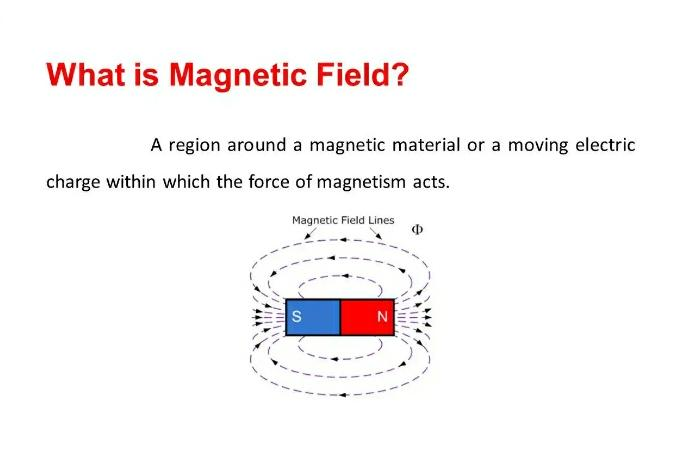 What is Magnetic Field?
A region around a magnetic material or a moving electric
charge within which the force of magnetism acts.
Magnetic Field Lines
Φ
S N